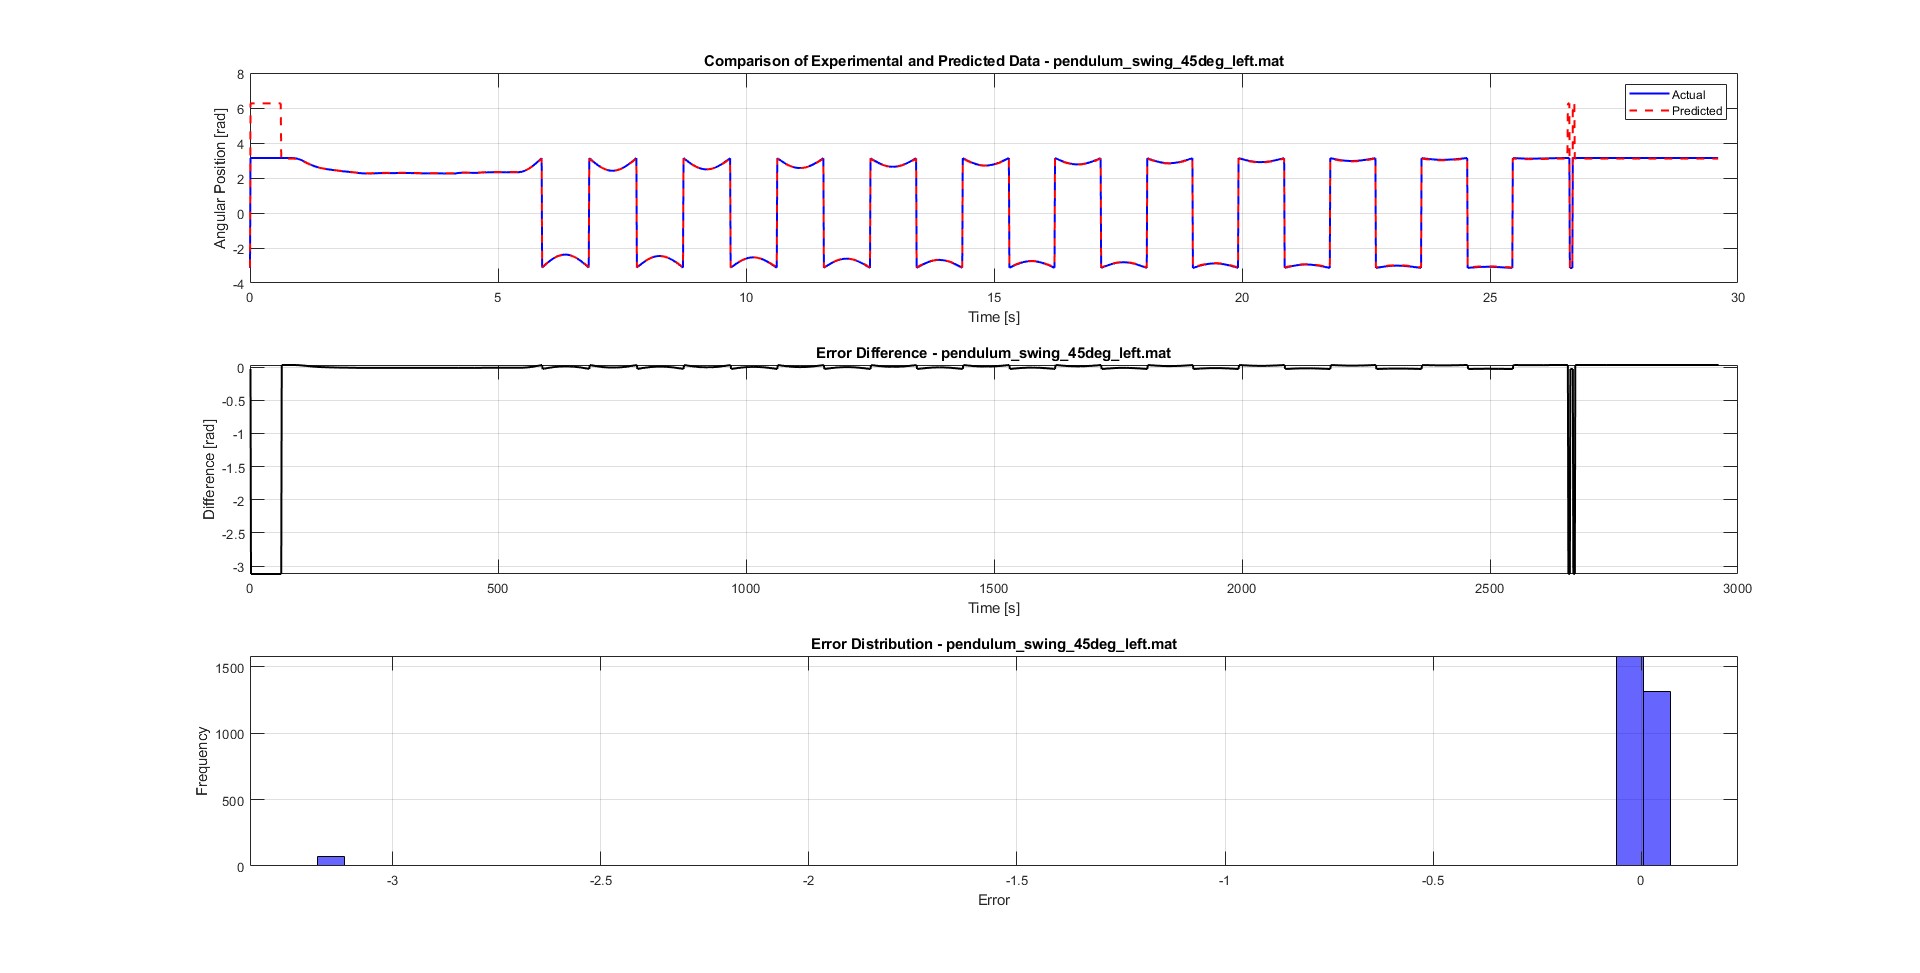 Comparison of Experimental and Predicted Data - pendulum_swing_45deg_left.mat
Angular Position [rad]
8
6
4
2
0
-2
-4
Actual
Predicted
0 5 10 15 20 25 30
Time [s]
Error Difference - pendulum_swing_45deg_left.mat
Difference [rad]
0
-0.5
-1
-1.5
-2
-2.5
-3
0 500 1000 1500 2000 2500 3000
Time [s]
Error Distribution - pendulum_swing_45deg_left.mat
Frequency
1500
1000
500
0
-3 -2.5 -2 -1.5 -1 -0.5 0
Error